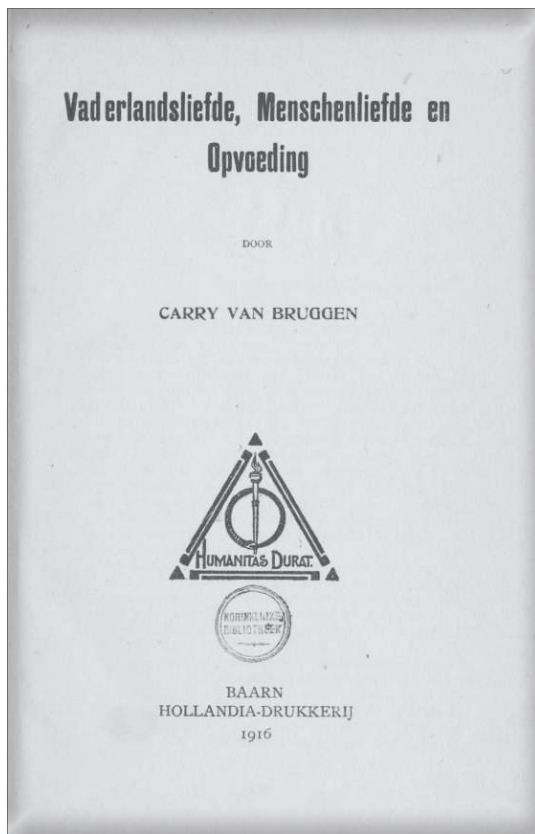 Vaderlandsliefde, Menschenliefde en
Opvoeding
DOOR
CARRY VAN BRUGGEN
HUMANITAS DURAT.
KONINKLIJKE
BIBLIOTHEEK
BAARN
HOLLANDIA-DRUKKERIJ
1916